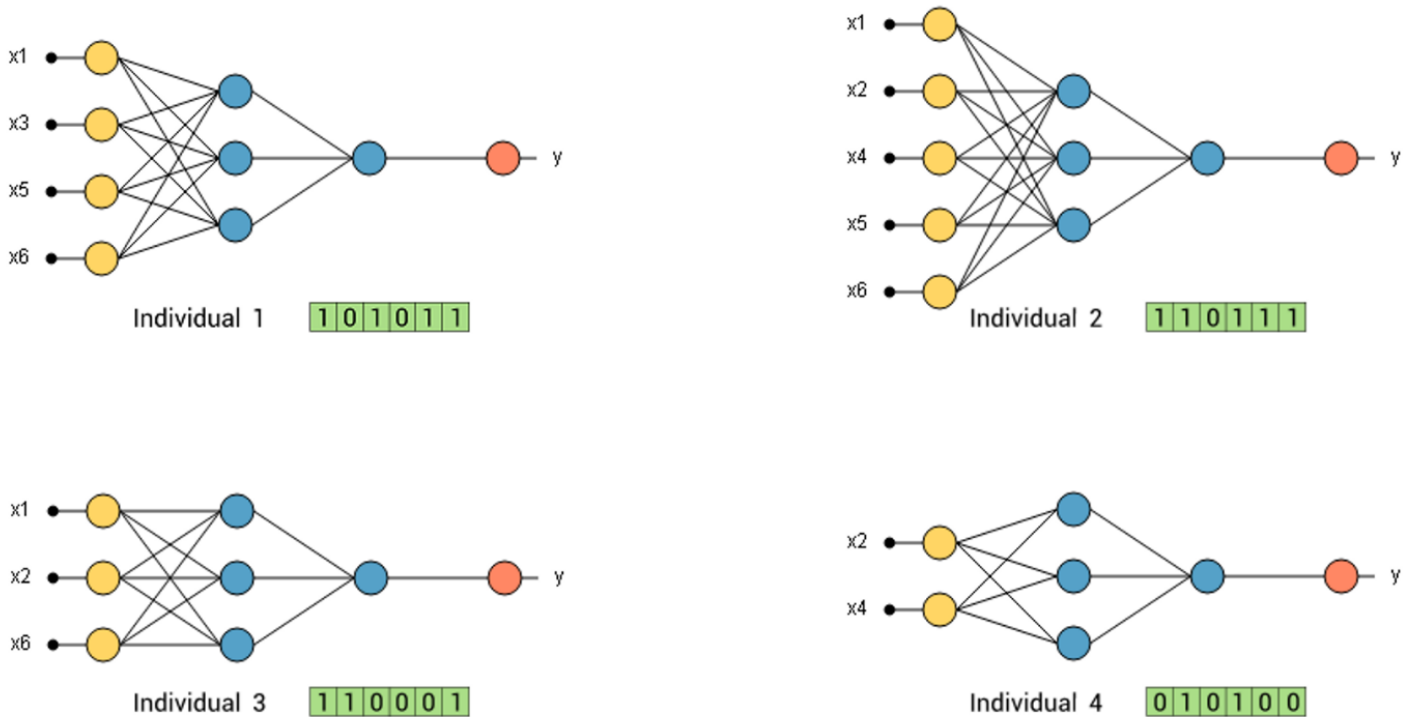 x1
x3
x5
x6
y
Individual 1 1 0 1 0 1 1
x1
x2
x4
x5
x6
y
Individual 2 1 1 0 1 1 1
x1
x2
x6
y
Individual 3 1 1 0 0 0 1
x2
x4
y
Individual 4 0 1 0 1 0 0